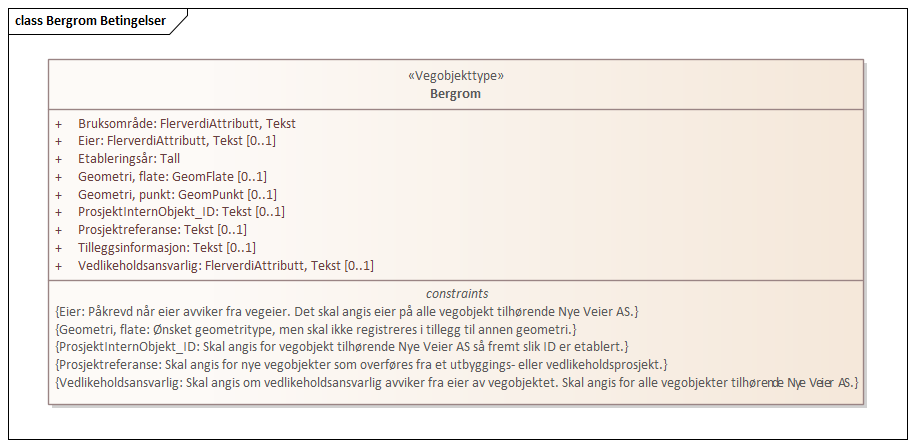 class Bergrom Betingelser
«Vegobjekttype»
Bergrom
+ Bruksområde: FlerverdiAttributt, Tekst
+ Eier: FlerverdiAttributt, Tekst [0..1]
+ Etableringsår: Tall
+ Geometri, flate: GeomFlate [0..1]
+ Geometri, punkt: GeomPunkt [0..1]
+ ProsjektInternObjekt_ID: Tekst [0..1]
+ Prosjektreferanse: Tekst [0..1]
+ Tilleggsinformasjon: Tekst [0..1]
+ Vedlikeholdsansvarlig: FlerverdiAttributt, Tekst [0..1]
constraints
{Eier: Påkrevd når eier avviker fra vegeier. Det skal angis eier på alle vegobjekt tilhørende Nye Veier AS.}
{Geometri, flate: Ønsket geometritype, men skal ikke registreres i tillegg til annen geometri.}
{ProsjektInternObjekt_ID: Skal angis for vegobjekt tilhørende Nye Veier AS så fremt slik ID er etablert.}
{Prosjektreferanse: Skal angis for nye vegobjekter som overføres fra et utbyggings- eller vedlikeholdsprosjekt.}
{Vedlikeholdsansvarlig: Skal angis om vedlikeholdsansvarlig avviker fra eier av vegobjektet. Skal angis for alle vegobjekter tilhørende Nye Veier AS.}